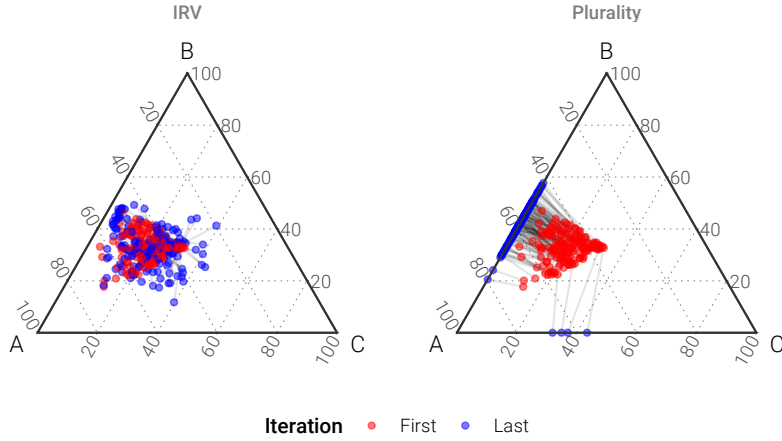 IRV Plurality
B B
100 100
20 80 20 80
40 60 40 60
60 40 60 40
80 20 80 20
100 100
A C A C
20 40 60 80 100 20 40 60 80 100
Iteration First Last